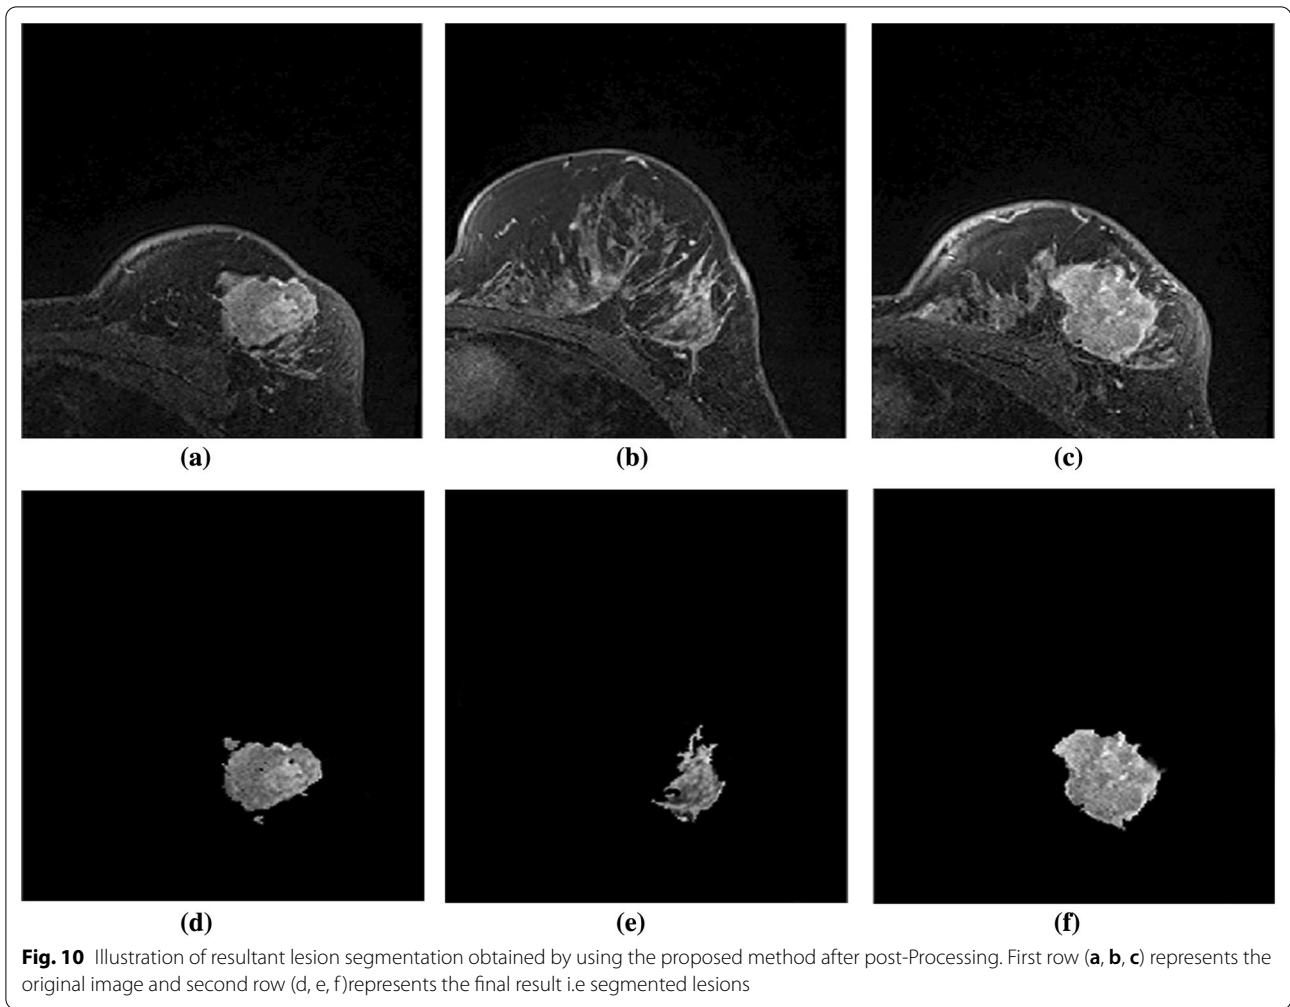 (a) (b) (c)
(d) (e) (f)
Fig. 10 Illustration of resultant lesion segmentation obtained by using the proposed method after post-Processing. First row (a, b, c) represents the
original image and second row (d, e, f)represents the final result i.e segmented lesions